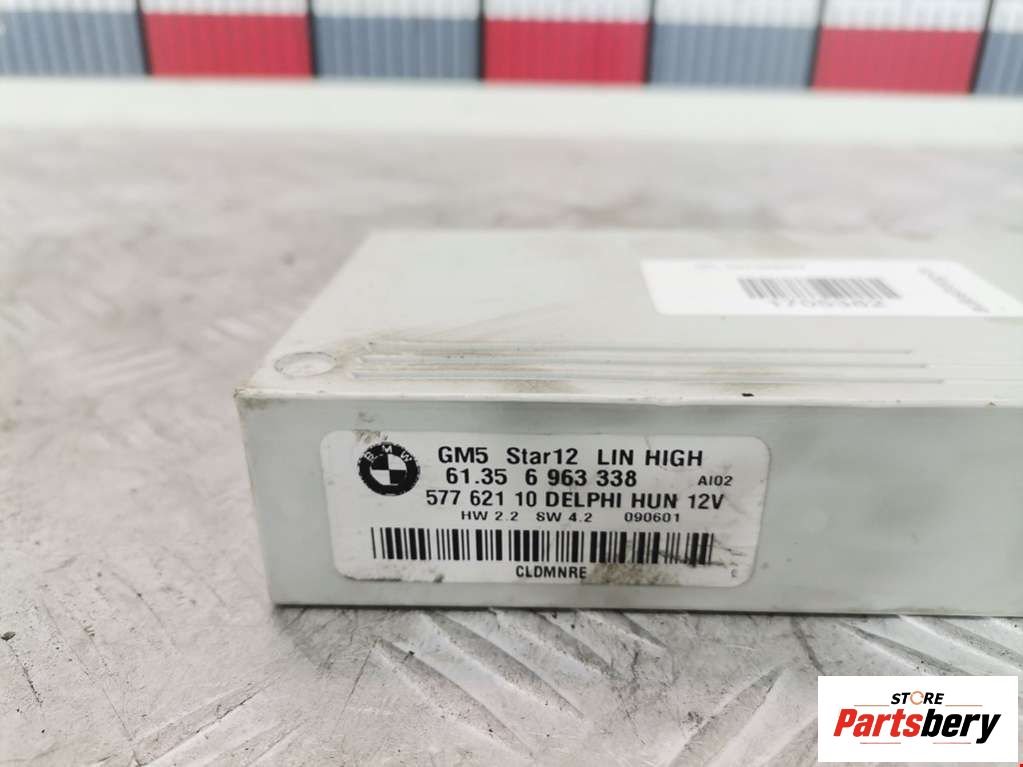 BMW
GM5 Star12 LIN HIGH
61.35 6 963 338 AI02
577 621 10 DELPHI HUN 12V
HW 2.2 SW 4.2 090601
CLDMNRE
STORE
Partsbery